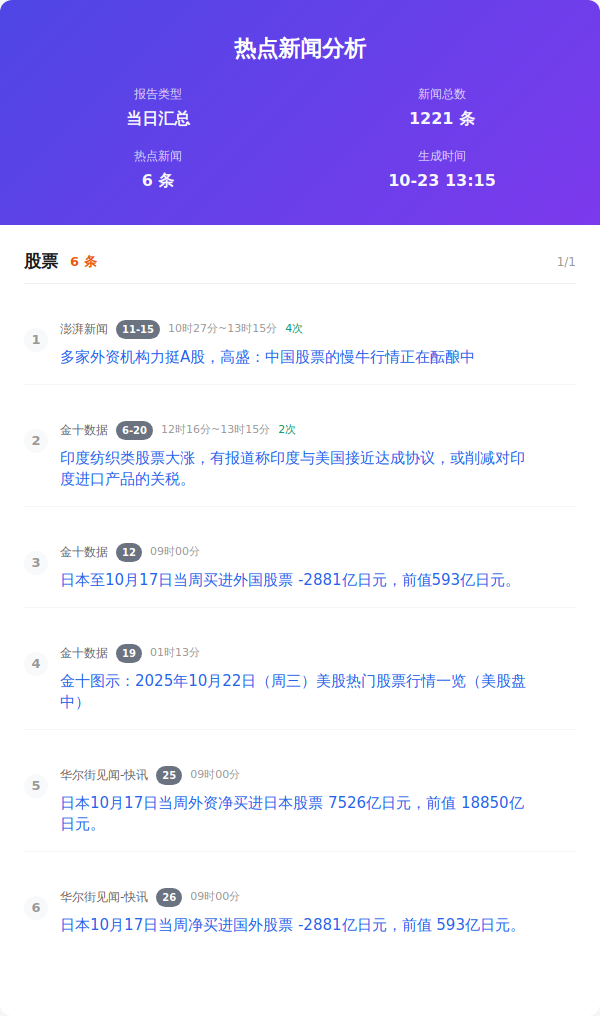 热点新闻分析
报告类型
新闻总数
当日汇总
1221 条
热点新闻
生成时间
6 条
10-23 13:15
股票 6 条 1/1
1
澎湃新闻 11-15 10时27分~13时15分 4次
多家外资机构力挺A股，高盛：中国股票的慢牛行情正在酝酿中
2
金十数据 6-20 12时16分~13时15分 2次
印度纺织类股票大涨，有报道称印度与美国接近达成协议，或削减对印
度进口产品的关税。
3
金十数据 12 09时00分
日本至10月17日当周买进外国股票 -2881亿日元，前值593亿日元。
4
金十数据 19 01时13分
金十图示：2025年10月22日（周三）美股热门股票行情一览（美股盘
中）
5
华尔街见闻-快讯 25 09时00分
日本10月17日当周外资净买进日本股票 7526亿日元，前值 18850亿
日元。
6
华尔街见闻-快讯 26 09时00分
日本10月17日当周净买进国外股票 -2881亿日元，前值 593亿日元。